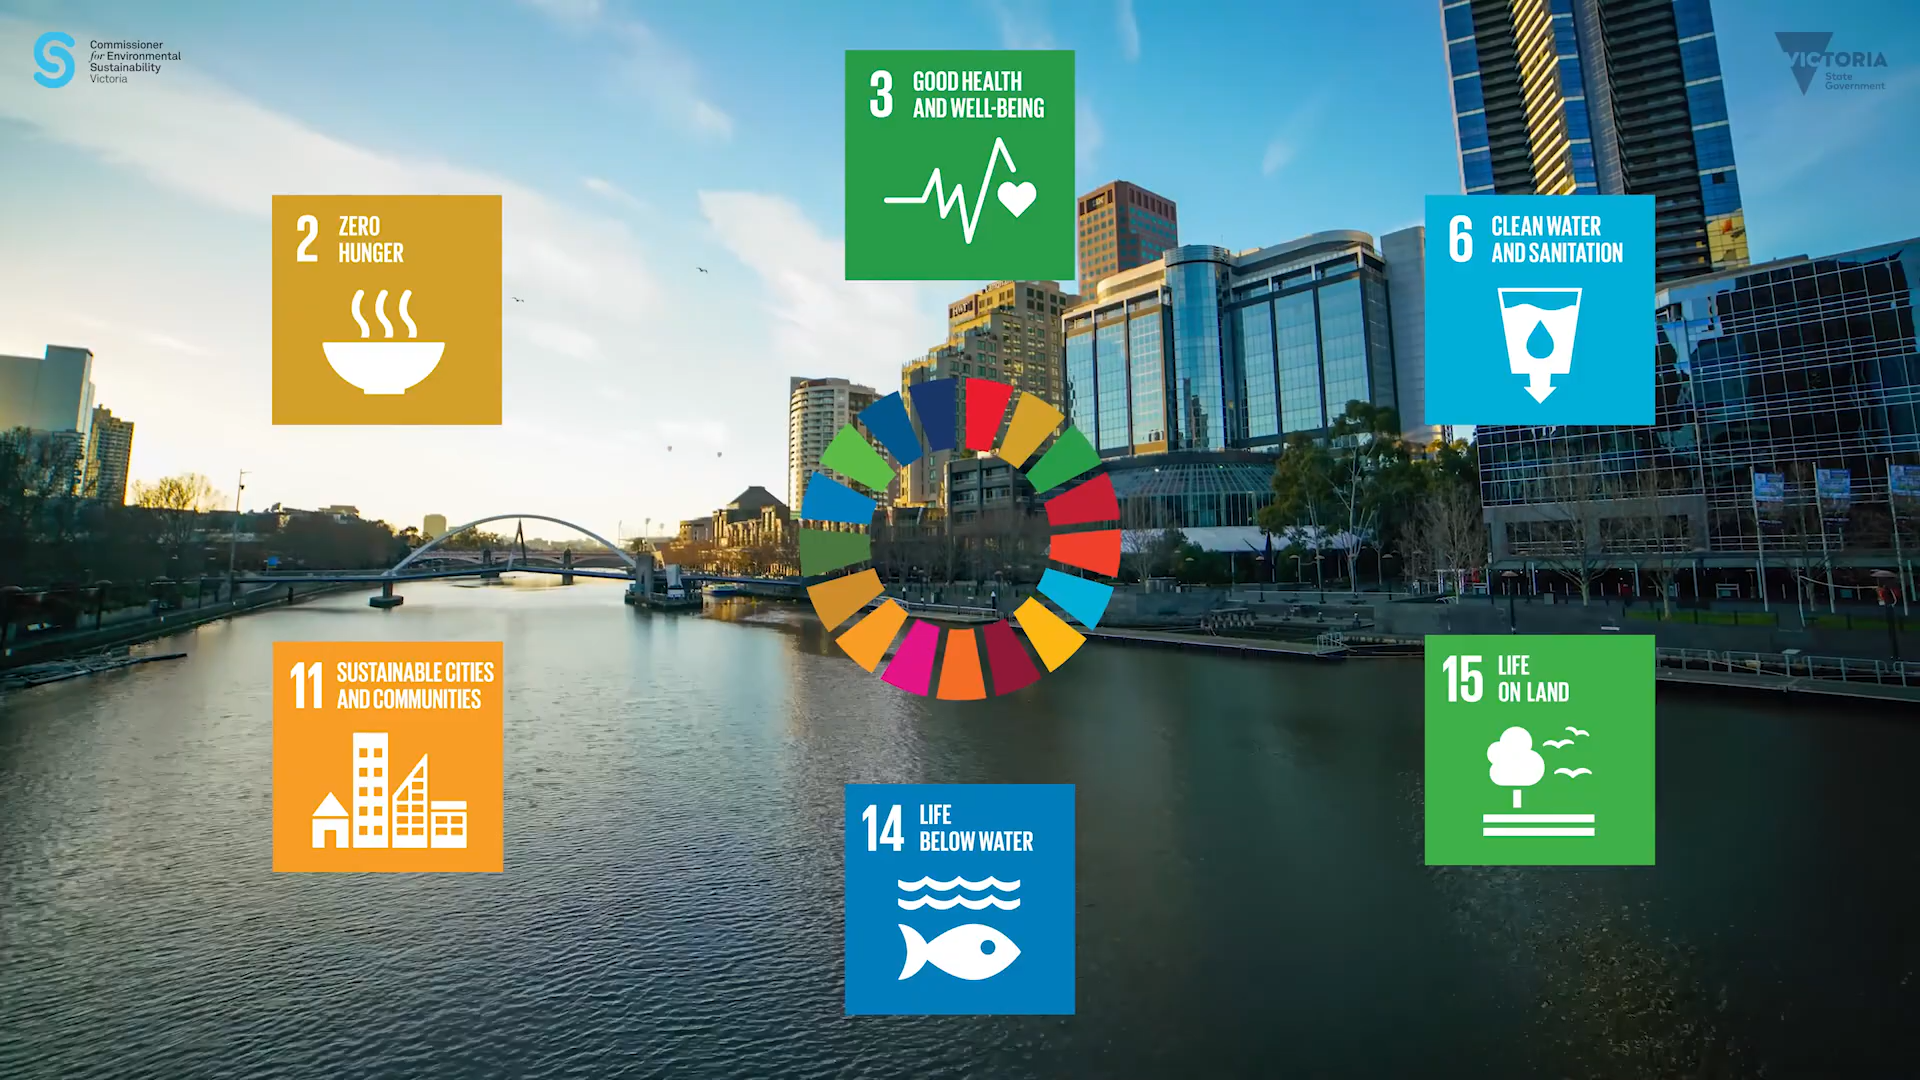 Commissioner
for Environmental
Sustainability
Victoria
VICTORIA
State
Government
3
GOOD HEALTH
AND WELL-BEING
2
ZERO
HUNGER
6
CLEAN WATER
AND SANITATION
11
SUSTAINABLE CITIES
AND COMMUNITIES
15
LIFE
ON LAND
14
LIFE
BELOW WATER